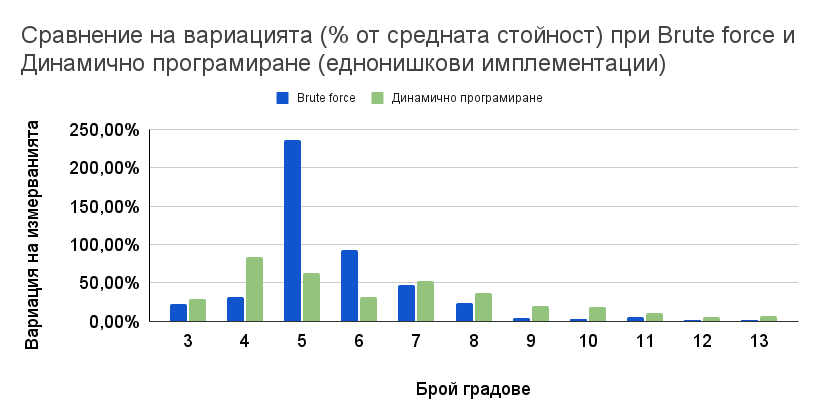 Сравнение на вариацията (% от средната стойност) при Brute force и
Динамично програмиране (еднонишкови имплементации)
Brute force Динамично програмиране
Вариация на измерванията
250,00%
200,00%
150,00%
100,00%
50,00%
0,00%
3 4 5 6 7 8 9 10 11 12 13
Брой градове